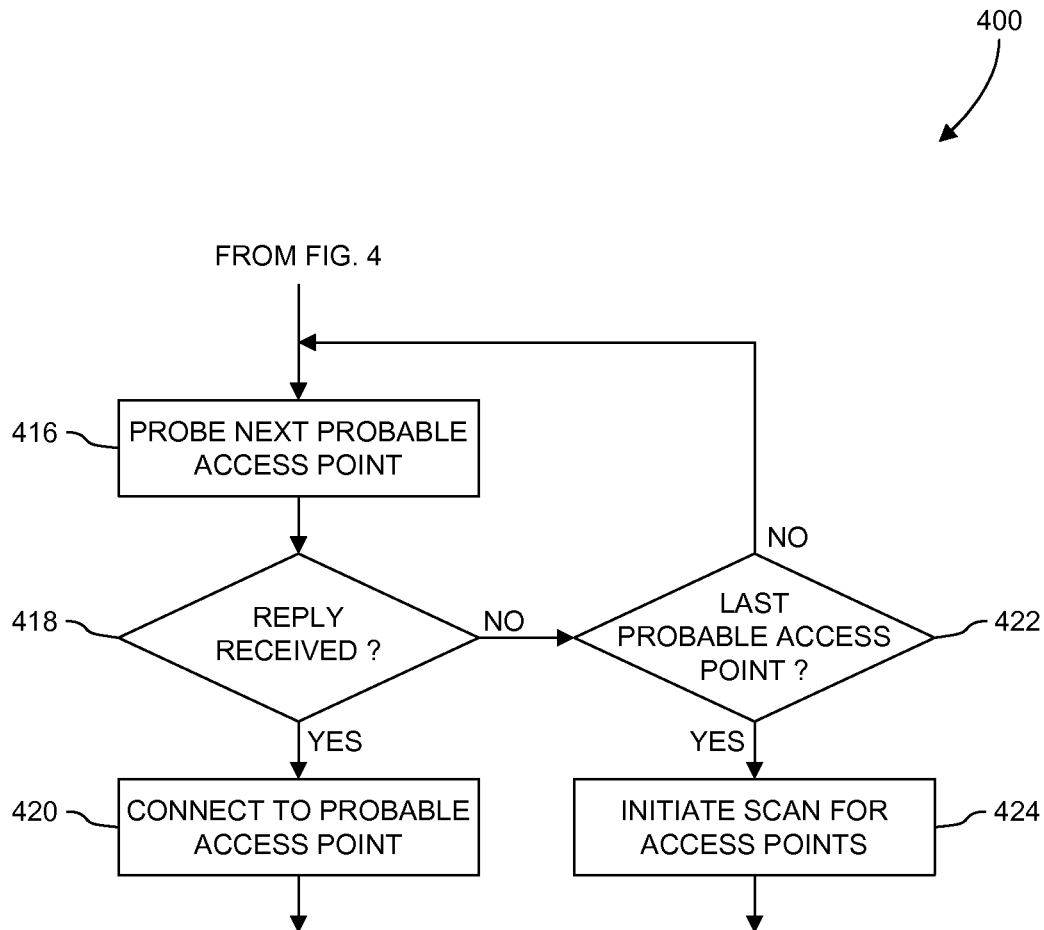 400
FROM FIG. 4
416
PROBE NEXT PROBABLE
ACCESS POINT
NO
418
REPLY
RECEIVED ?
NO
LAST
PROBABLE ACCESS
POINT ?
422
YES
YES
420
CONNECT TO PROBABLE
ACCESS POINT
INITIATE SCAN FOR
ACCESS POINTS
424